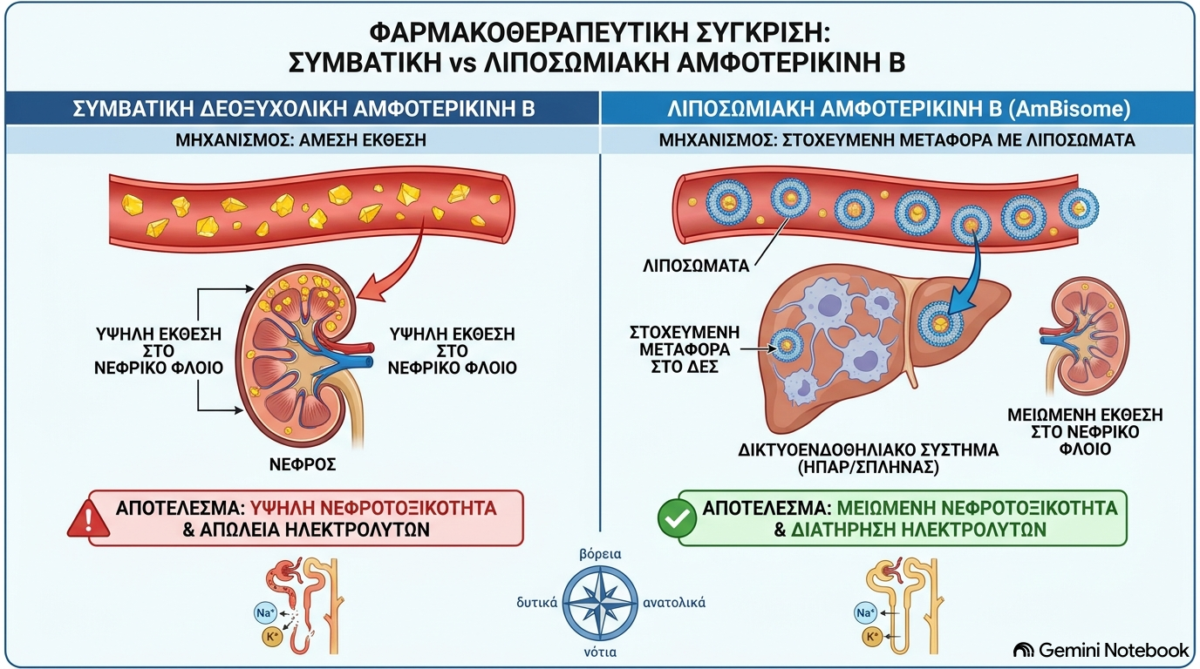 ΦΑΡΜΑΚΟΘΕΡΑΠΕΥΤΙΚΗ ΣΥΓΚΡΙΣΗ:
ΣΥΜΒΑΤΙΚΗ vs ΛΙΠΟΣΩΜΙΑΚΗ ΑΜΦΟΤΕΡΙΚΙΝΗ Β
ΣΥΜΒΑΤΙΚΗ ΔΕΟΞΥΧΟΛΙΚΗ ΑΜΦΟΤΕΡΙΚΙΝΗ Β
ΜΗΧΑΝΙΣΜΟΣ: ΑΜΕΣΗ ΕΚΘΕΣΗ
ΥΨΗΛΗ ΕΚΘΕΣΗ
ΣΤΟ
ΝΕΦΡΙΚΟ ΦΛΟΙΟ
ΥΨΗΛΗ ΕΚΘΕΣΗ
ΣΤΟ
ΝΕΦΡΙΚΟ ΦΛΟΙΟ
ΝΕΦΡΟΣ
ΑΠΟΤΕΛΕΣΜΑ: ΥΨΗΛΗ ΝΕΦΡΟΤΟΞΙΚΟΤΗΤΑ
& ΑΠΩΛΕΙΑ ΗΛΕΚΤΡΟΛΥΤΩΝ
Na⁺
K⁺
ΛΙΠΟΣΩΜΙΑΚΗ ΑΜΦΟΤΕΡΙΚΙΝΗ Β (AmBisome)
ΜΗΧΑΝΙΣΜΟΣ: ΣΤΟΧΕΥΜΕΝΗ ΜΕΤΑΦΟΡΑ ΜΕ ΛΙΠΟΣΩΜΑΤΑ
ΛΙΠΟΣΩΜΑΤΑ
ΣΤΟΧΕΥΜΕΝΗ
ΜΕΤΑΦΟΡΑ
ΣΤΟ ΔΕΣ
ΔΙΚΤΥΟΕΝΔΟΘΗΛΙΑΚΟ ΣΥΣΤΗΜΑ
(ΗΠΑΡ/ΣΠΛΗΝΑΣ)
ΜΕΙΩΜΕΝΗ ΕΚΘΕΣΗ
ΣΤΟ ΝΕΦΡΙΚΟ
ΦΛΟΙΟ
ΑΠΟΤΕΛΕΣΜΑ: ΜΕΙΩΜΕΝΗ ΝΕΦΡΟΤΟΞΙΚΟΤΗΤΑ
& ΔΙΑΤΗΡΗΣΗ ΗΛΕΚΤΡΟΛΥΤΩΝ
Na⁺
K⁺
βόρεια
δυτικά
ανατολικά
νότια
Gemini Notebook